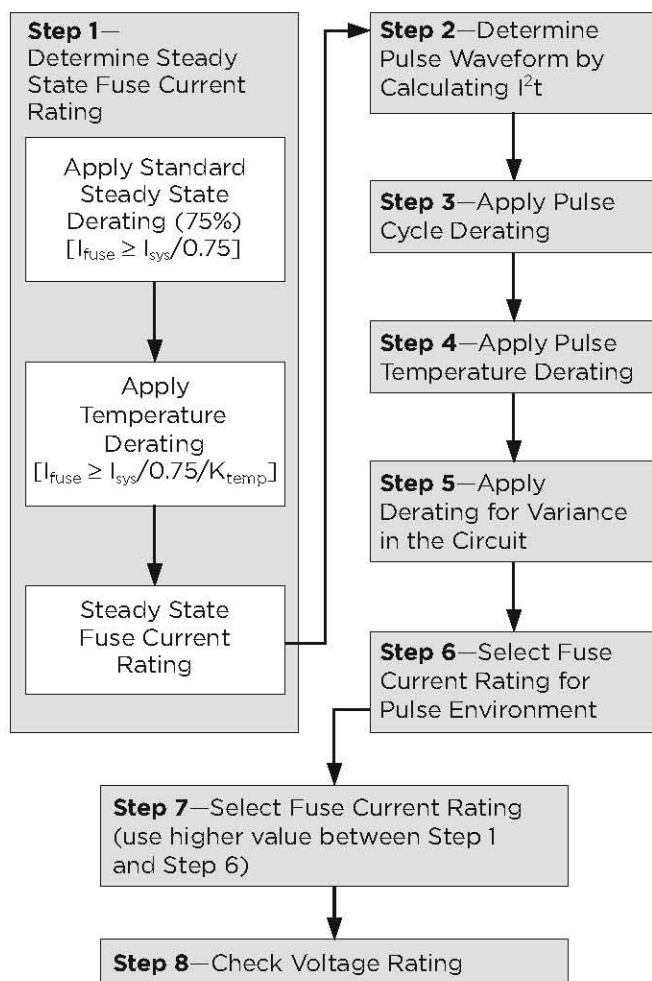 Step 1—
Determine Steady
State Fuse Current
Rating
Apply Standard
Steady State
Derating (75%)
[Ifuse ≥ Isys/0.75]
Apply
Temperature
Derating
[Ifuse ≥ Isys/0.75/Ktemp]
Steady State
Fuse Current
Rating
Step 2—Determine
Pulse Waveform by
Calculating I²t
Step 3—Apply Pulse
Cycle Derating
Step 4—Apply Pulse
Temperature Derating
Step 5—Apply
Derating for Variance
in the Circuit
Step 6—Select Fuse
Current Rating for
Pulse Environment
Step 7—Select Fuse Current Rating
(use higher value between Step 1
and Step 6)
Step 8—Check Voltage Rating